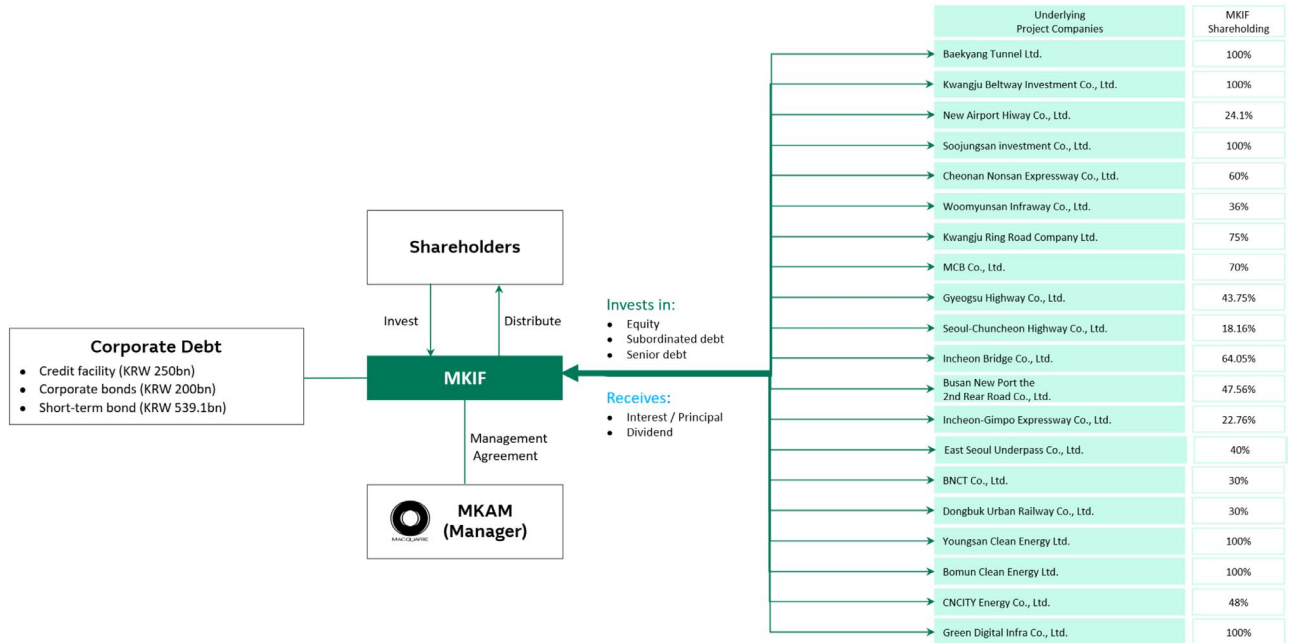 Underlying
Project Companies
MKIF
Shareholding
Baekyang Tunnel Ltd.
100%
Kwangju Beltway Investment Co., Ltd.
100%
New Airport Hiway Co., Ltd.
24.1%
Soojungsan investment Co., Ltd.
100%
Cheonan Nonsan Expressway Co., Ltd.
60%
Woomyunsan Infraway Co., Ltd.
36%
Kwangju Ring Road Company Ltd.
75%
MCB Co., Ltd.
70%
Gyeogsu Highway Co., Ltd.
43.75%
Seoul-Chuncheon Highway Co., Ltd.
18.16%
Incheon Bridge Co., Ltd.
64.05%
Busan New Port the
2nd Rear Road Co., Ltd.
47.56%
Incheon-Gimpo Expressway Co., Ltd.
22.76%
East Seoul Underpass Co., Ltd.
40%
BNCT Co., Ltd.
30%
Dongbuk Urban Railway Co., Ltd.
30%
Youngsan Clean Energy Ltd.
100%
Bomun Clean Energy Ltd.
100%
CNCITY Energy Co., Ltd.
48%
Green Digital Infra Co., Ltd.
100%
Shareholders
Invest
Distribute
Corporate Debt
● Credit facility (KRW 250bn)
● Corporate bonds (KRW 200bn)
● Short-term bond (KRW 539.1bn)
MKIF
Invests in:
● Equity
● Subordinated debt
● Senior debt
Receives:
● Interest / Principal
● Dividend
Management
Agreement
MACQUARIE
MKAM
(Manager)